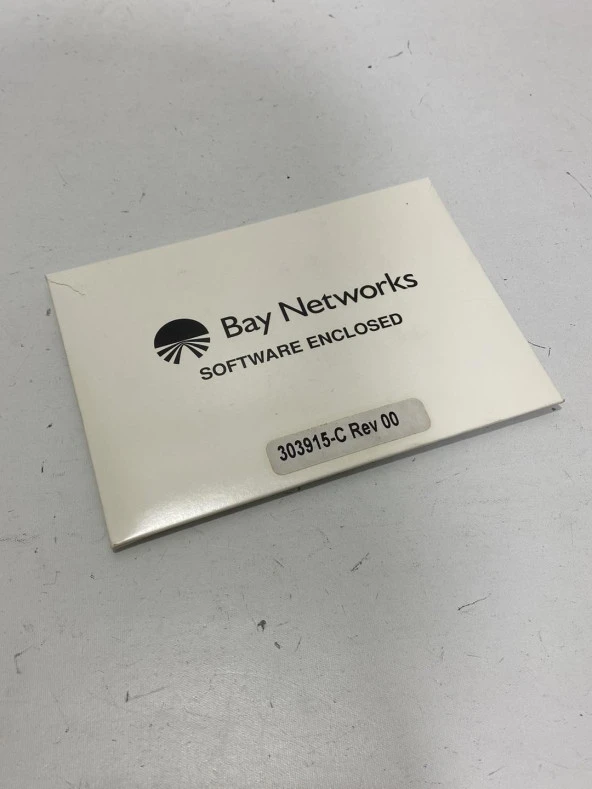 Bay Networks
SOFTWARE ENCLOSED
303915-C Rev 00